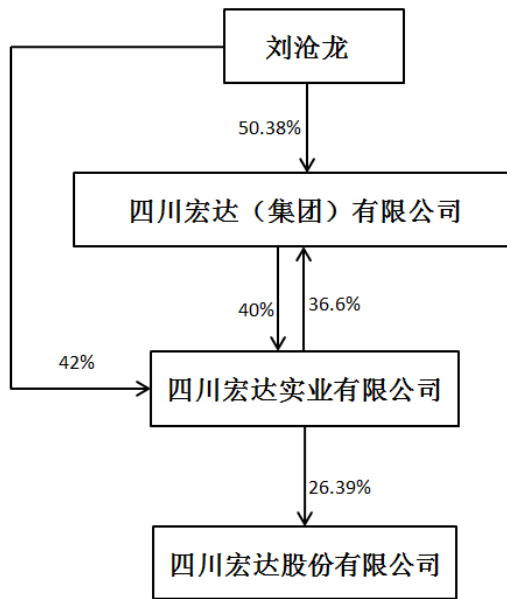 刘沧龙
50.38%
四川宏达（集团）有限公司
40%
36.6%
42%
四川宏达实业有限公司
26.39%
四川宏达股份有限公司